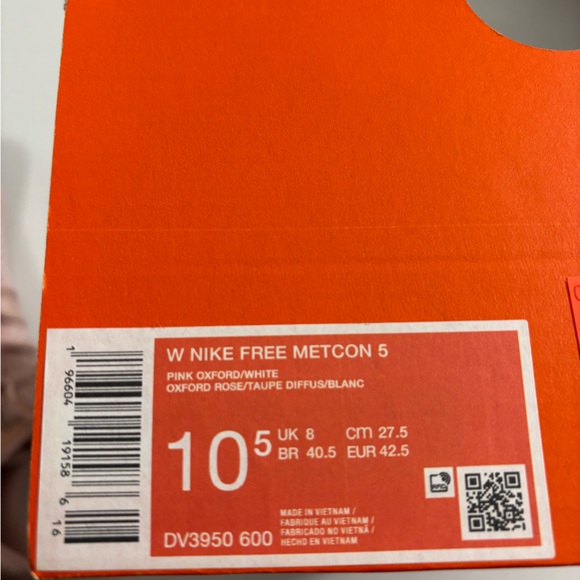 W NIKE FREE METCON 5
PINK OXFORD/WHITE
OXFORD ROSE/TAUPE DIFFUS/BLANC
10⁵ UK 8 cm 27.5
BR 40.5 EUR 42.5
MADE IN VIETNAM /
FABRIQUE AU VIETNAM /
FABRICADO NO VIETNÃ /
HECHO EN VIETNAM
DV3950 600
1 96604 19158 6 16